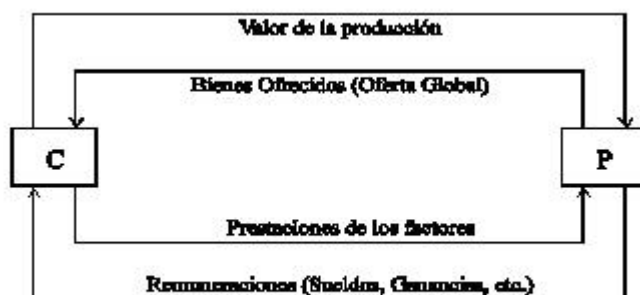 Valor de la producción
Bienes Ofrecidos (Oferta Global)
C
P
Prestaciones de los factores
Remuneraciones (Sueldos, Ganancias, etc.)